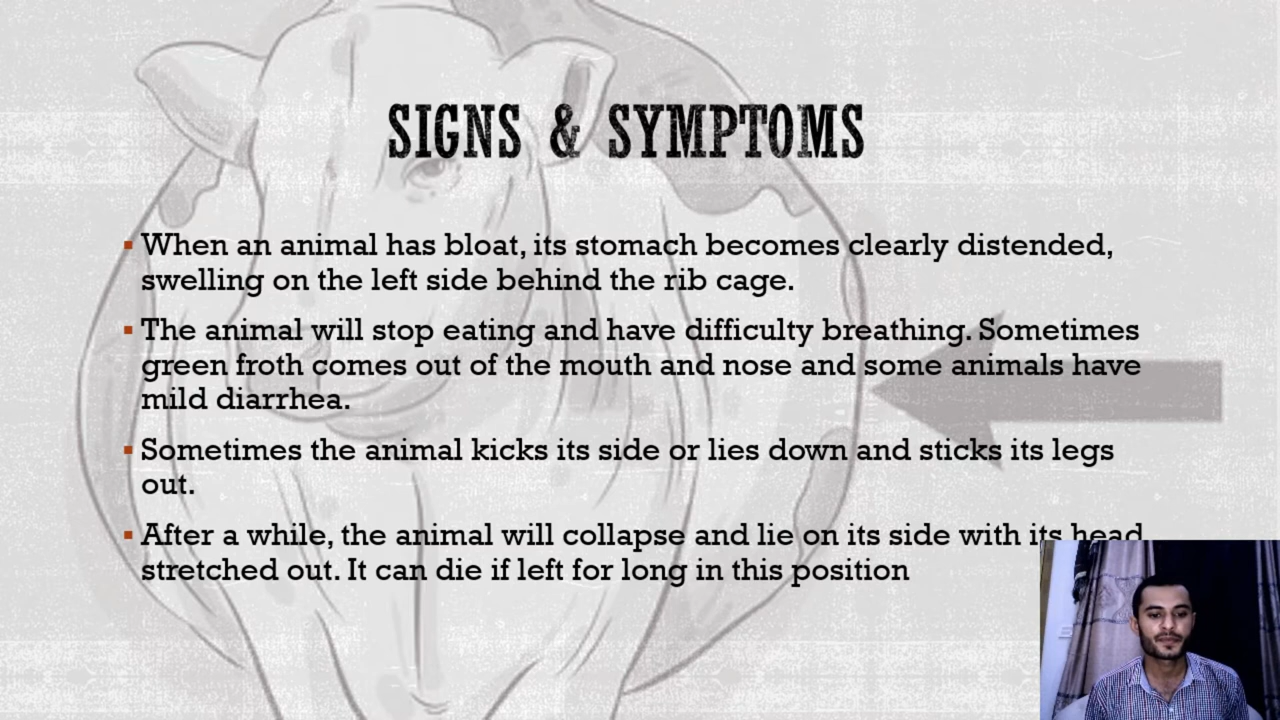 SIGNS & SYMPTOMS
▪ When an animal has bloat, its stomach becomes clearly distended,
swelling on the left side behind the rib cage.
▪ The animal will stop eating and have difficulty breathing. Sometimes
green froth comes out of the mouth and nose and some animals have
mild diarrhea.
▪ Sometimes the animal kicks its side or lies down and sticks its legs
out.
▪ After a while, the animal will collapse and lie on its side with its head
stretched out. It can die if left for long in this position